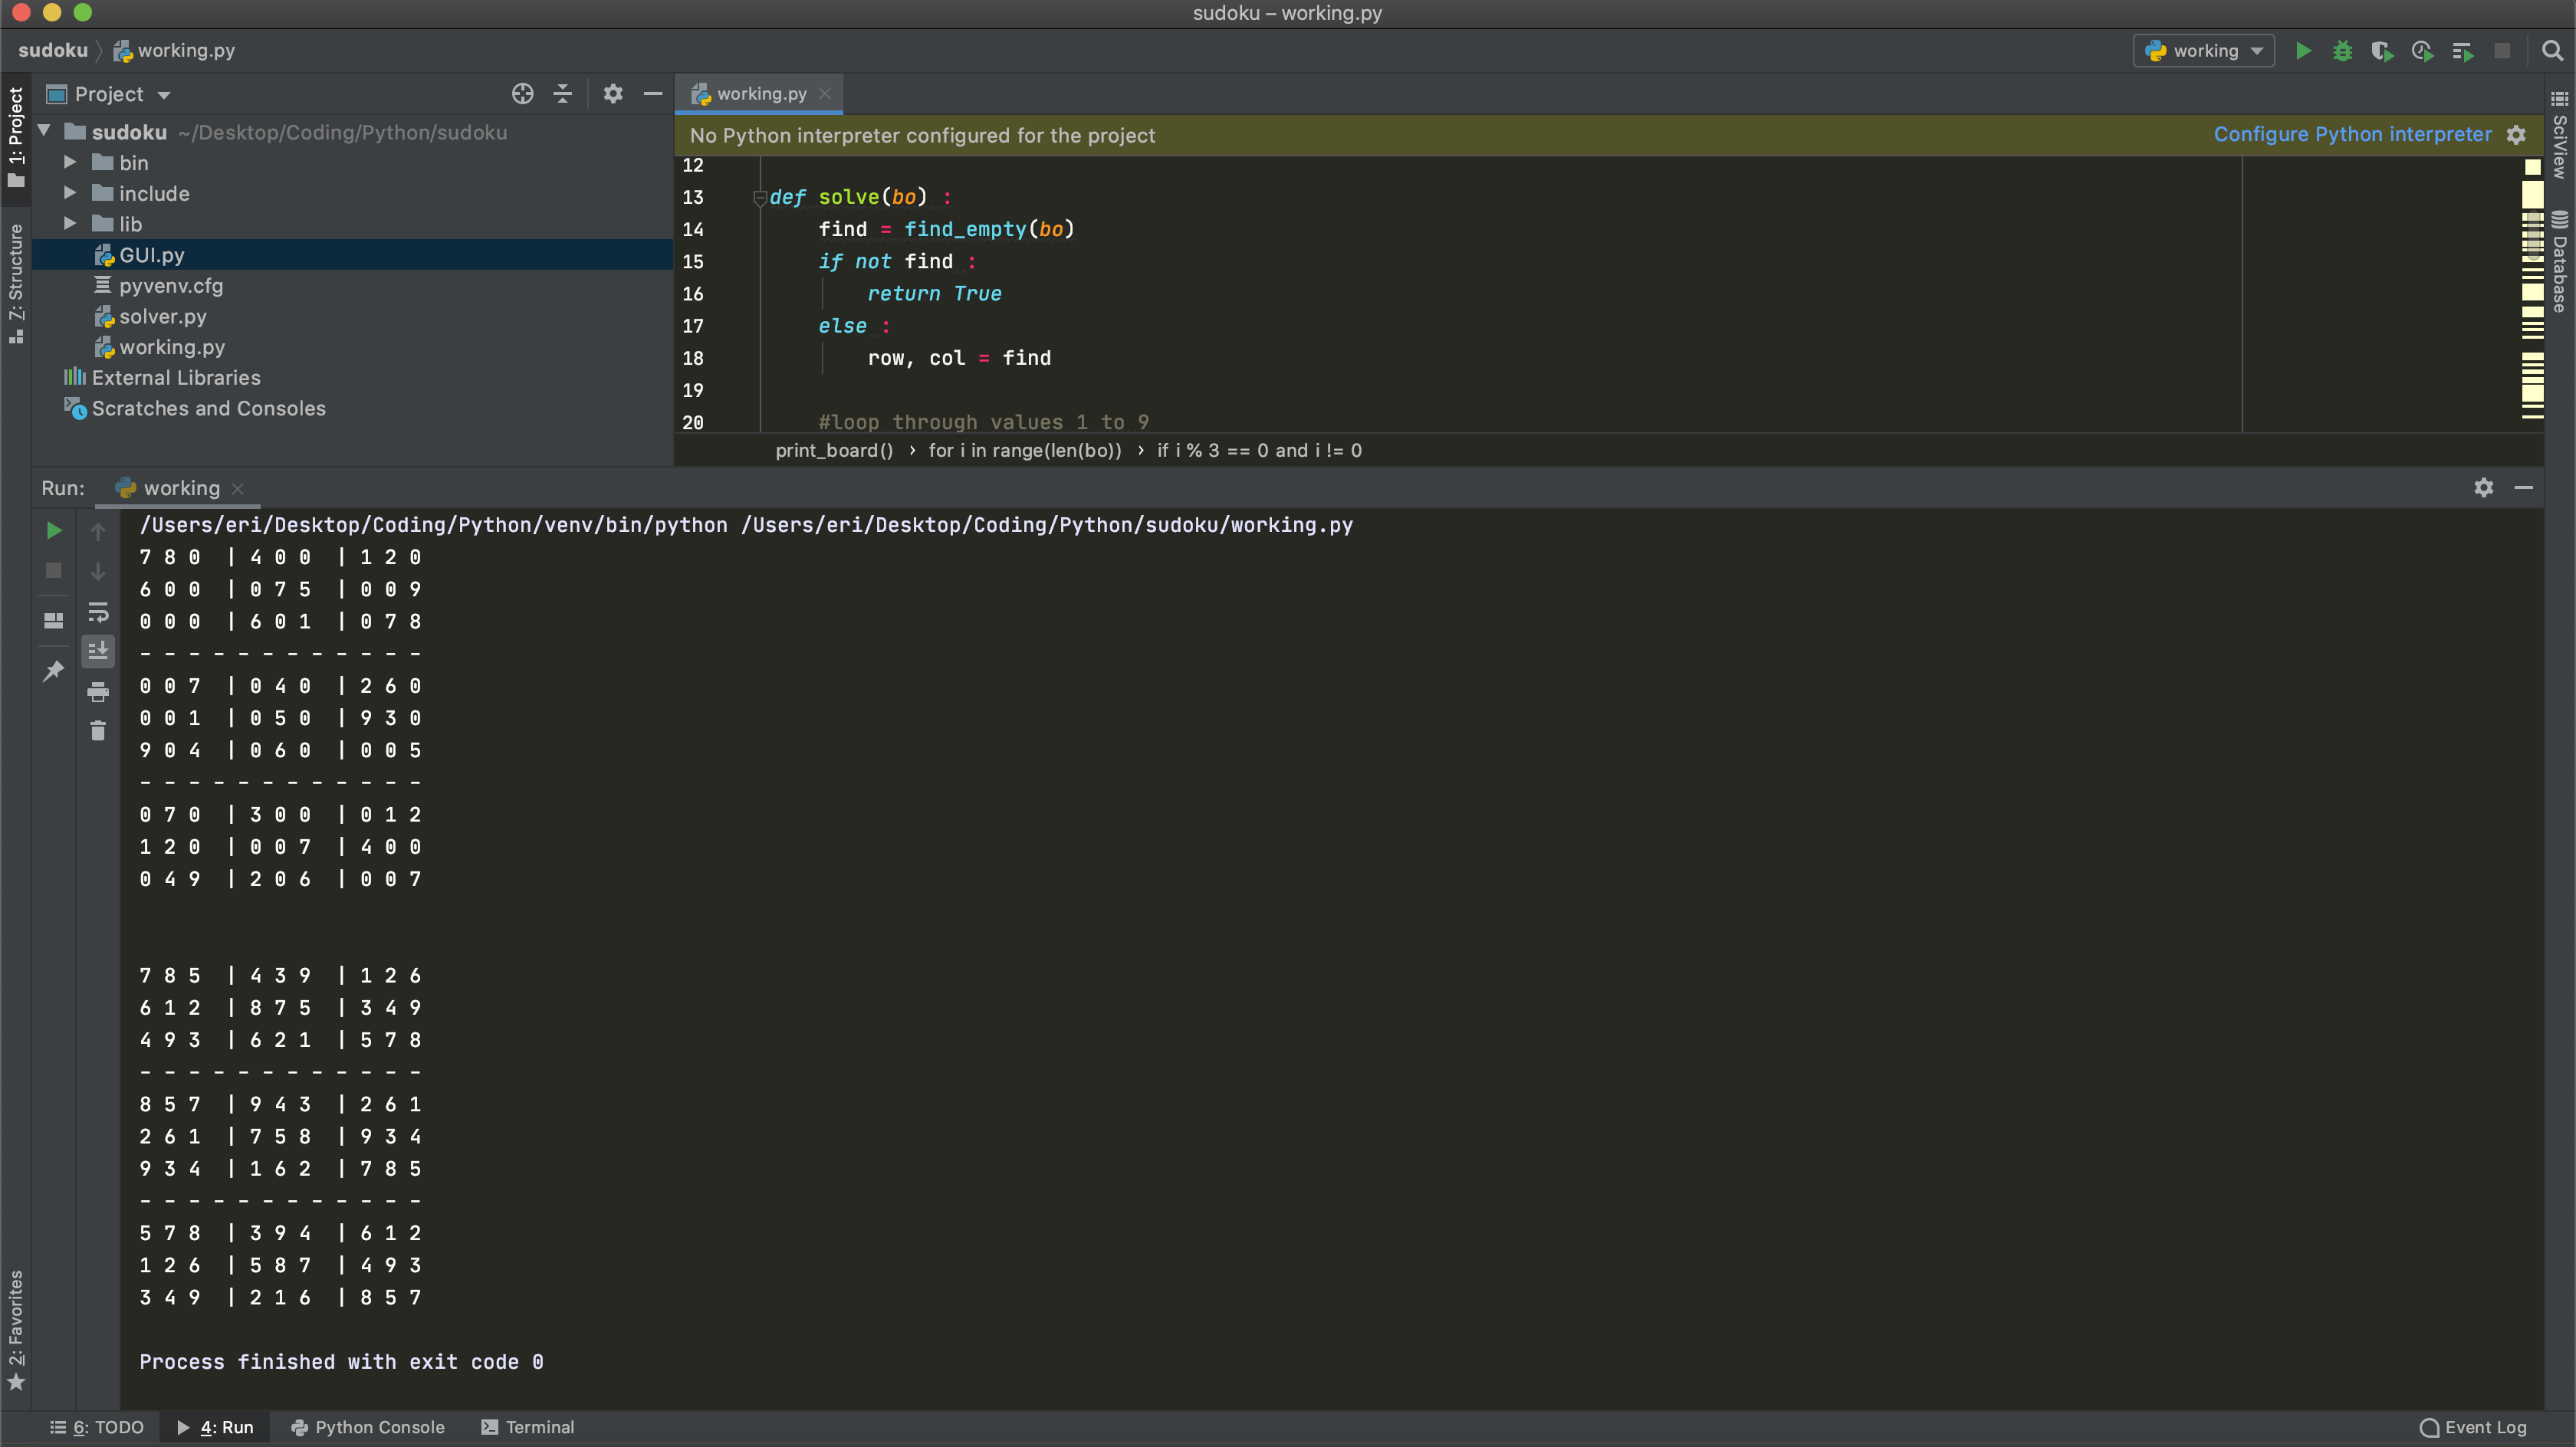 sudoku – working.py
sudoku 〉 working.py
working
1: Project
Project
sudoku ~/Desktop/Coding/Python/sudoku
bin
include
lib
GUI.py
pyvenv.cfg
solver.py
working.py
External Libraries
Scratches and Consoles
Z: Structure
working.py
No Python interpreter configured for the project
Configure Python interpreter
12
13 def solve(bo) :
14 find = find_empty(bo)
15 if not find :
16 return True
17 else :
18 row, col = find
19
20 #loop through values 1 to 9
print_board() › for i in range(len(bo)) › if i % 3 == 0 and i != 0
SciView
Database
Run: working
/Users/eri/Desktop/Coding/Python/venv/bin/python /Users/eri/Desktop/Coding/Python/sudoku/working.py
7 8 0 | 4 0 0 | 1 2 0
6 0 0 | 0 7 5 | 0 0 9
0 0 0 | 6 0 1 | 0 7 8
- - - - - - - - - - - -
0 0 7 | 0 4 0 | 2 6 0
0 0 1 | 0 5 0 | 9 3 0
9 0 4 | 0 6 0 | 0 0 5
- - - - - - - - - - - -
0 7 0 | 3 0 0 | 0 1 2
1 2 0 | 0 0 7 | 4 0 0
0 4 9 | 2 0 6 | 0 0 7
7 8 5 | 4 3 9 | 1 2 6
6 1 2 | 8 7 5 | 3 4 9
4 9 3 | 6 2 1 | 5 7 8
- - - - - - - - - - - -
8 5 7 | 9 4 3 | 2 6 1
2 6 1 | 7 5 8 | 9 3 4
9 3 4 | 1 6 2 | 7 8 5
- - - - - - - - - - - -
5 7 8 | 3 9 4 | 6 1 2
1 2 6 | 5 8 7 | 4 9 3
3 4 9 | 2 1 6 | 8 5 7
Process finished with exit code 0
2: Favorites
6: TODO
4: Run
Python Console
Terminal
Event Log